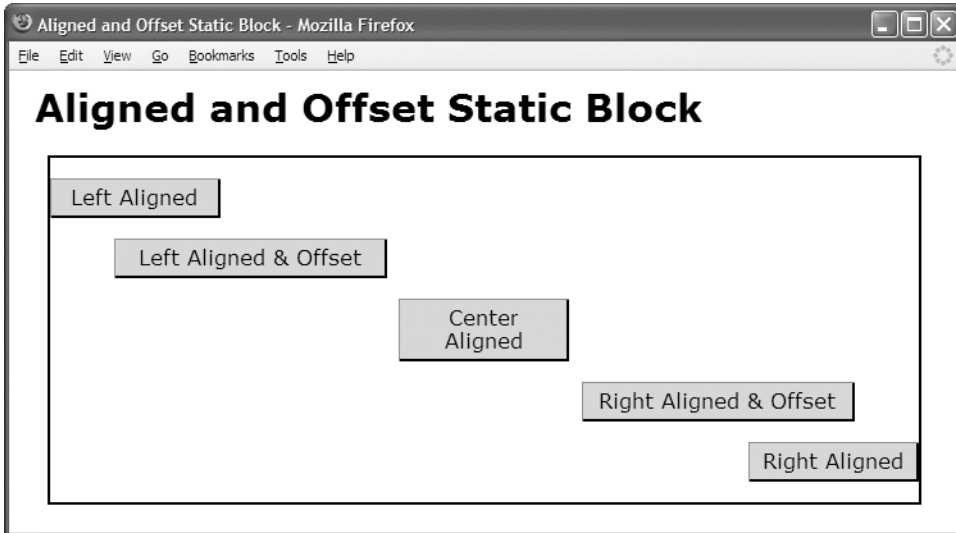 Aligned and Offset Static Block - Mozilla Firefox
File Edit View Go Bookmarks Tools Help
Aligned and Offset Static Block
Left Aligned
Left Aligned & Offset
Center
Aligned
Right Aligned & Offset
Right Aligned